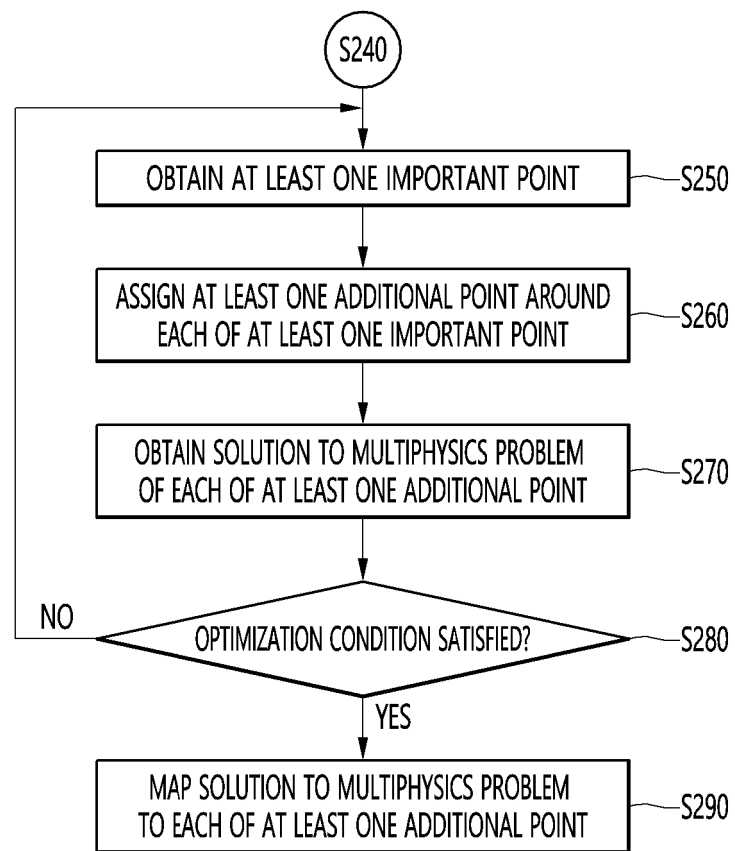 S240
OBTAIN AT LEAST ONE IMPORTANT POINT
S250
ASSIGN AT LEAST ONE ADDITIONAL POINT AROUND
EACH OF AT LEAST ONE IMPORTANT POINT
S260
OBTAIN SOLUTION TO MULTIPHYSICS PROBLEM
OF EACH OF AT LEAST ONE ADDITIONAL POINT
S270
NO
OPTIMIZATION CONDITION SATISFIED?
S280
YES
MAP SOLUTION TO MULTIPHYSICS PROBLEM
TO EACH OF AT LEAST ONE ADDITIONAL POINT
S290